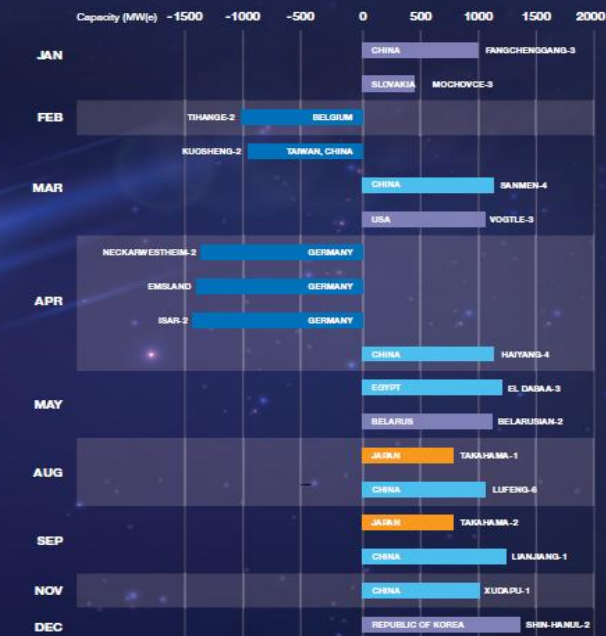 Capacity (MW(e) -1500 -1000 -500 0 500 1000 1500 2000
JAN
CHINA FANGCHENGGANG-3
SLOVAKIA MOCHOVCE-3
FEB
TIHANGE-2 BELGIUM
MAR
KUOSHENG-2 TAIWAN, CHINA
CHINA SANMEN-4
USA VOGTLE-3
APR
NECKARWESTHEIM-2 GERMANY
EMSLAND GERMANY
ISAR-2 GERMANY
CHINA HAIYANG-4
MAY
EGYPT EL DABAA-3
BELARUS BELARUSIAN-2
AUG
JAPAN TAKAHAMA-1
CHINA LUFENG-6
SEP
JAPAN TAKAHAMA-2
CHINA LIANJIANG-1
NOV
CHINA XUDAPU-1
DEC
REPUBLIC OF KOREA SHIN-HANUL-2